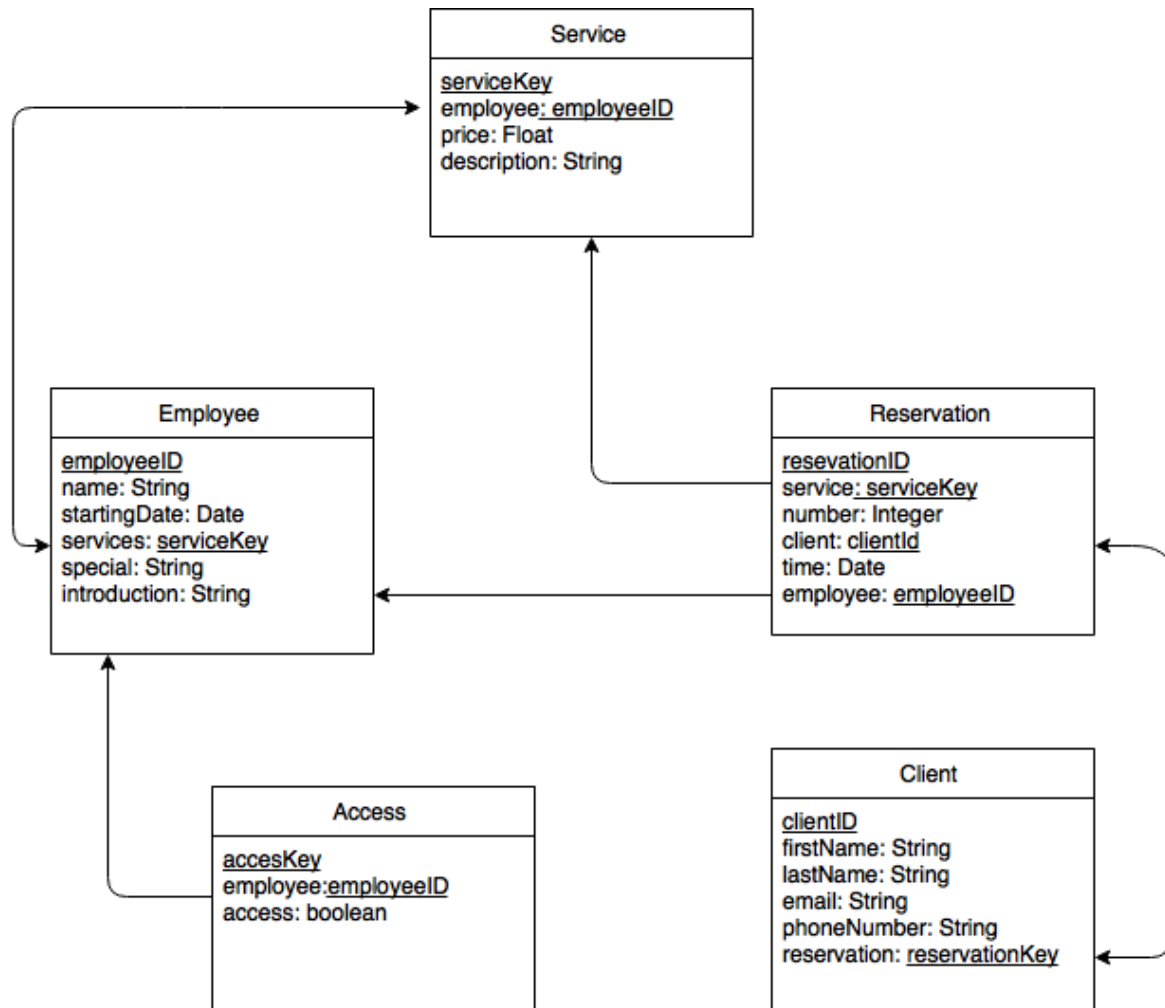 Service
serviceKey
employee: employeeID
price: Float
description: String
Employee
employeeID
name: String
startingDate: Date
services: serviceKey
special: String
introduction: String
Reservation
resevationID
service: serviceKey
number: Integer
client: clientId
time: Date
employee: employeeID
Access
accesKey
employee:employeeID
access: boolean
Client
clientID
firstName: String
lastName: String
email: String
phoneNumber: String
reservation: reservationKey